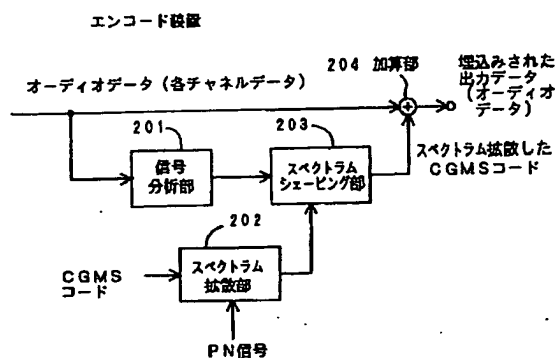 エンコード装置
オーディオデータ(各チャネルデータ)
204 加算部
埋込みされた
出力データ
(オーディオ
データ)
201
信号
分析部
203
スペクトラム
シェーピング部
スペクトラム拡散した
CGMSコード
202
スペクトラム
拡散部
CGMS
コード
PN信号